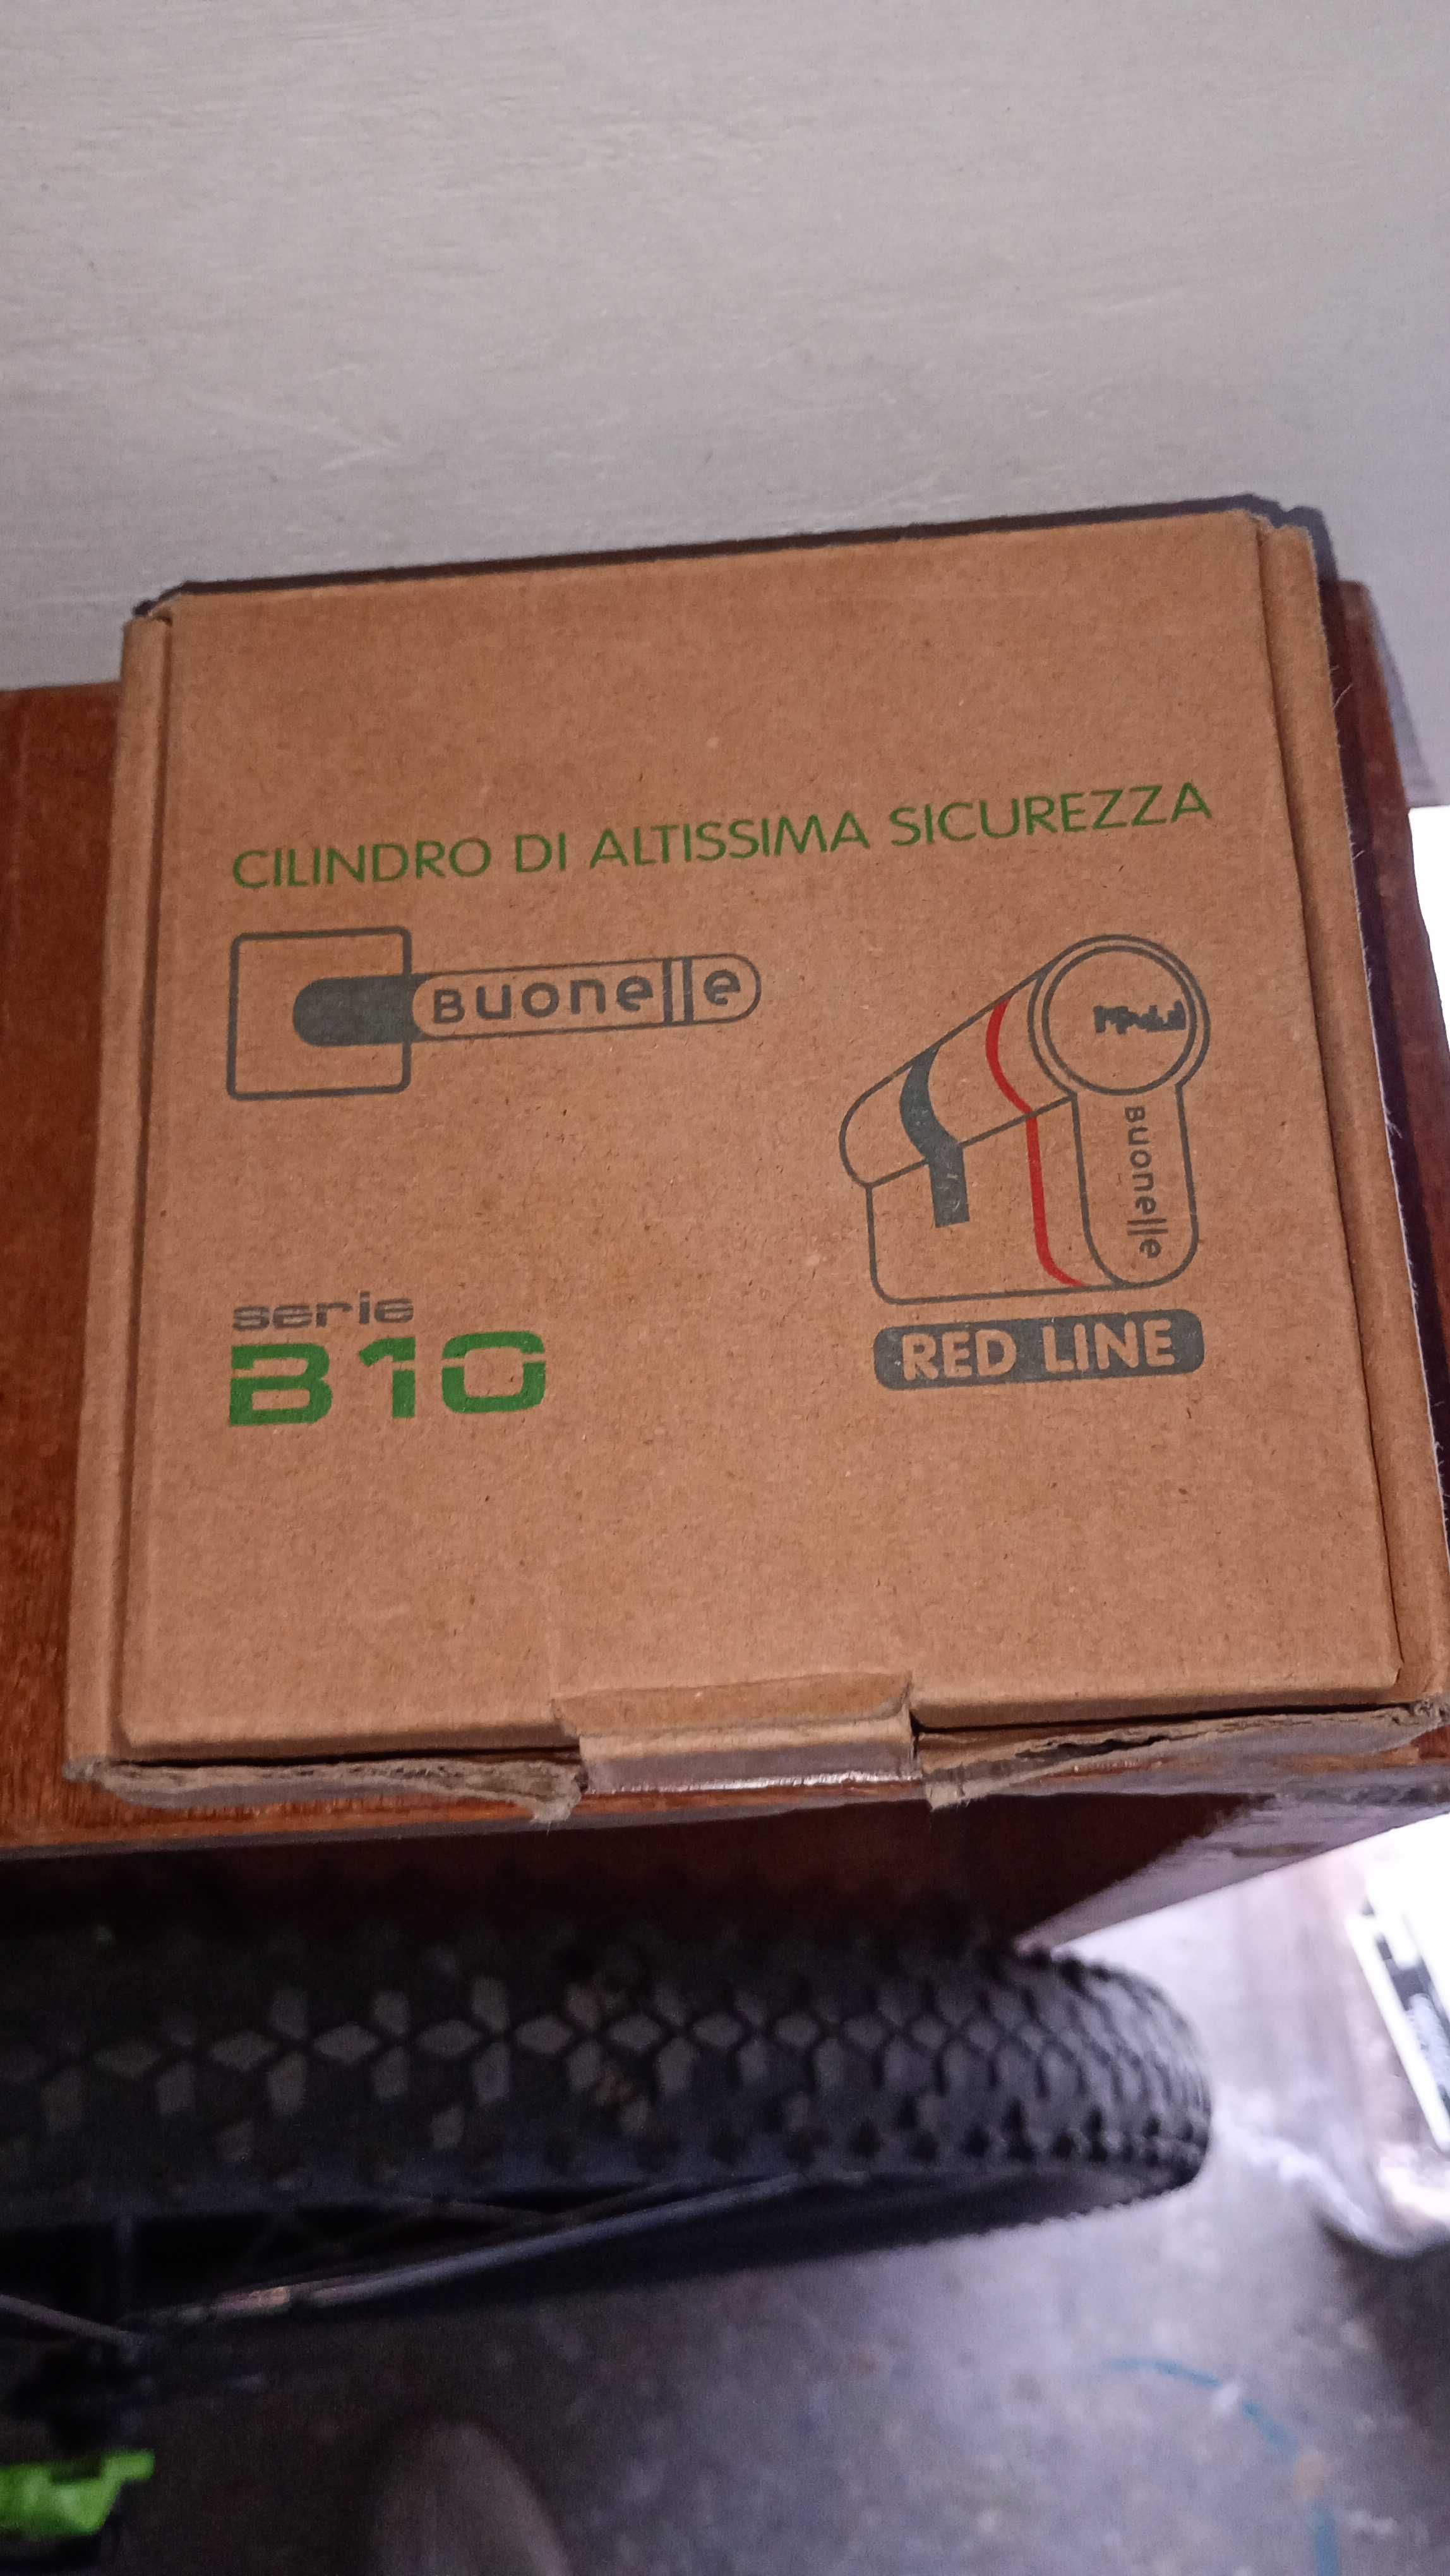 CILINDRO DI ALTISSIMA SICUREZZA
BUONELLE
BUONELLE
serie
B10
RED LINE